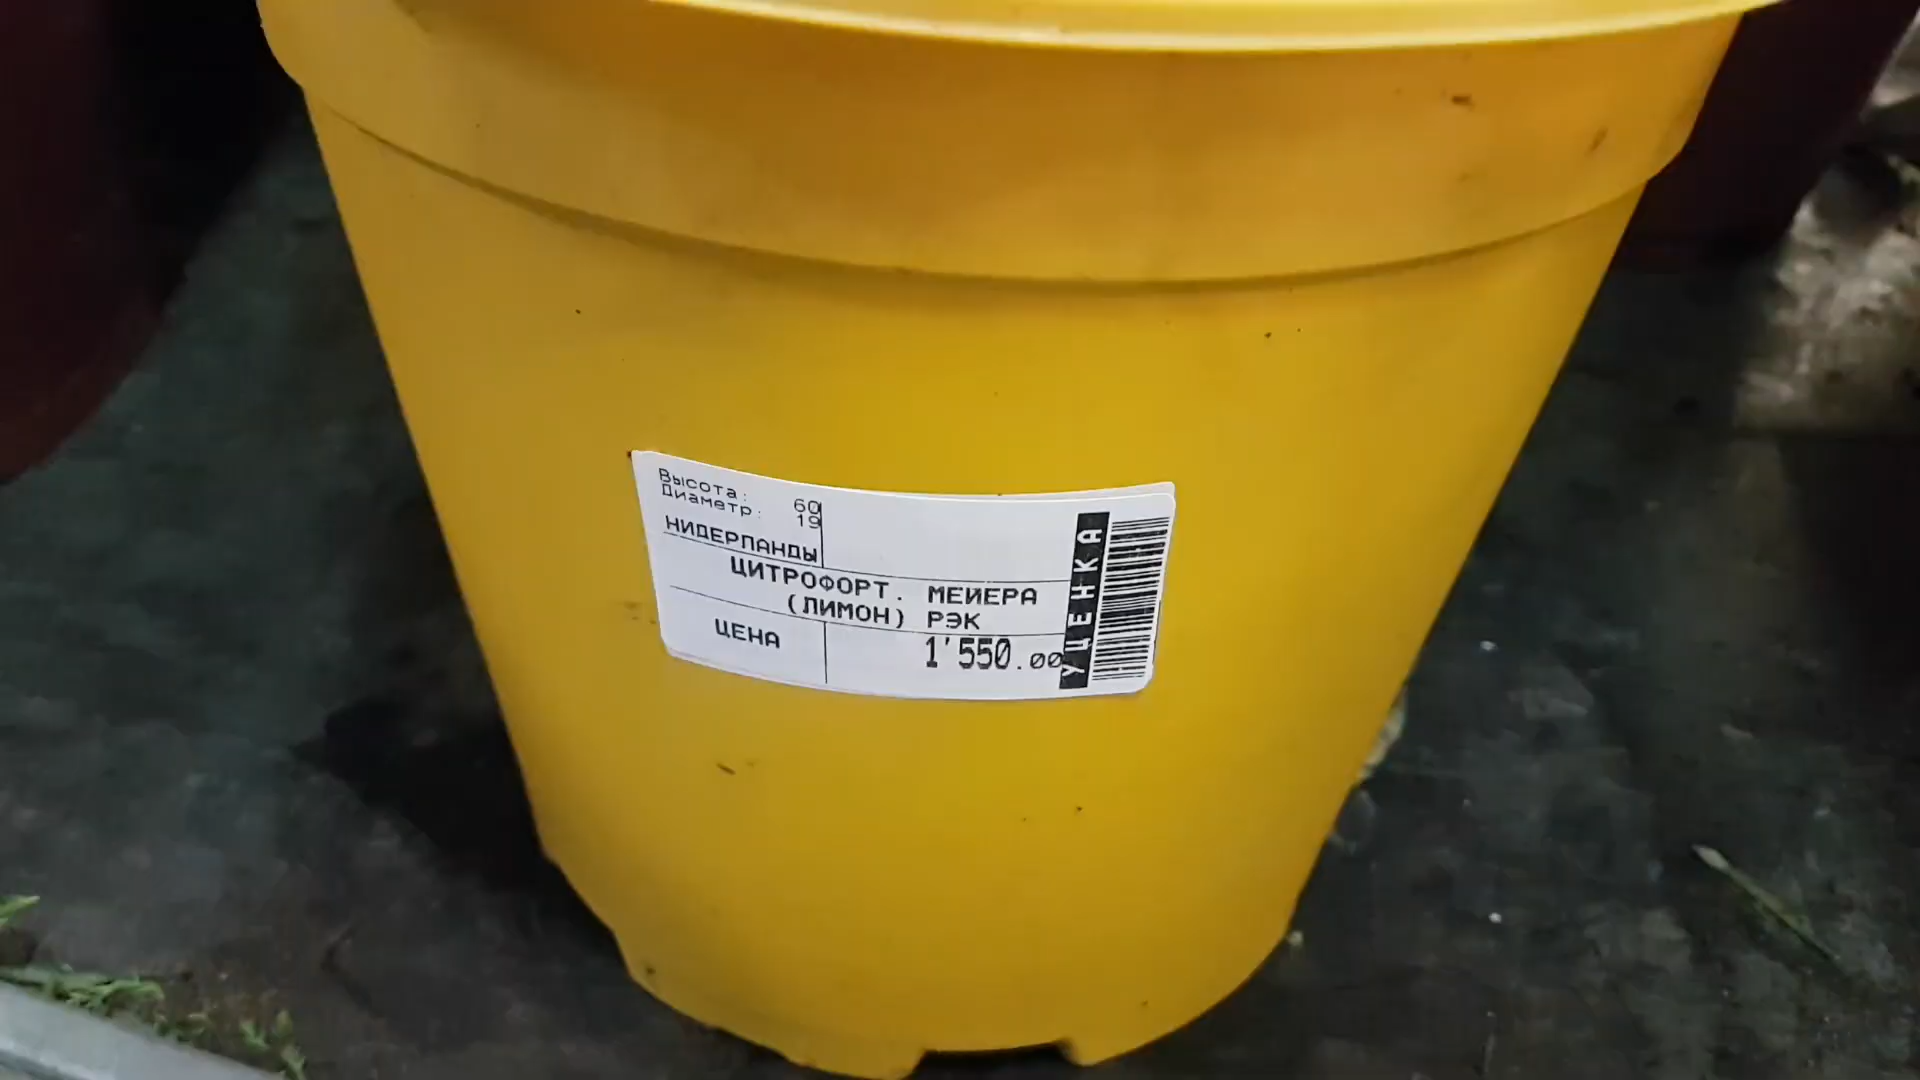 Высота: 60
Диаметр: 19
НИДЕРЛАНДЫ
ЦИТРОФОРТ. МЕЙЕРА
(ЛИМОН) РЭК
ЦЕНА 1'550.00
УЦЕНКА